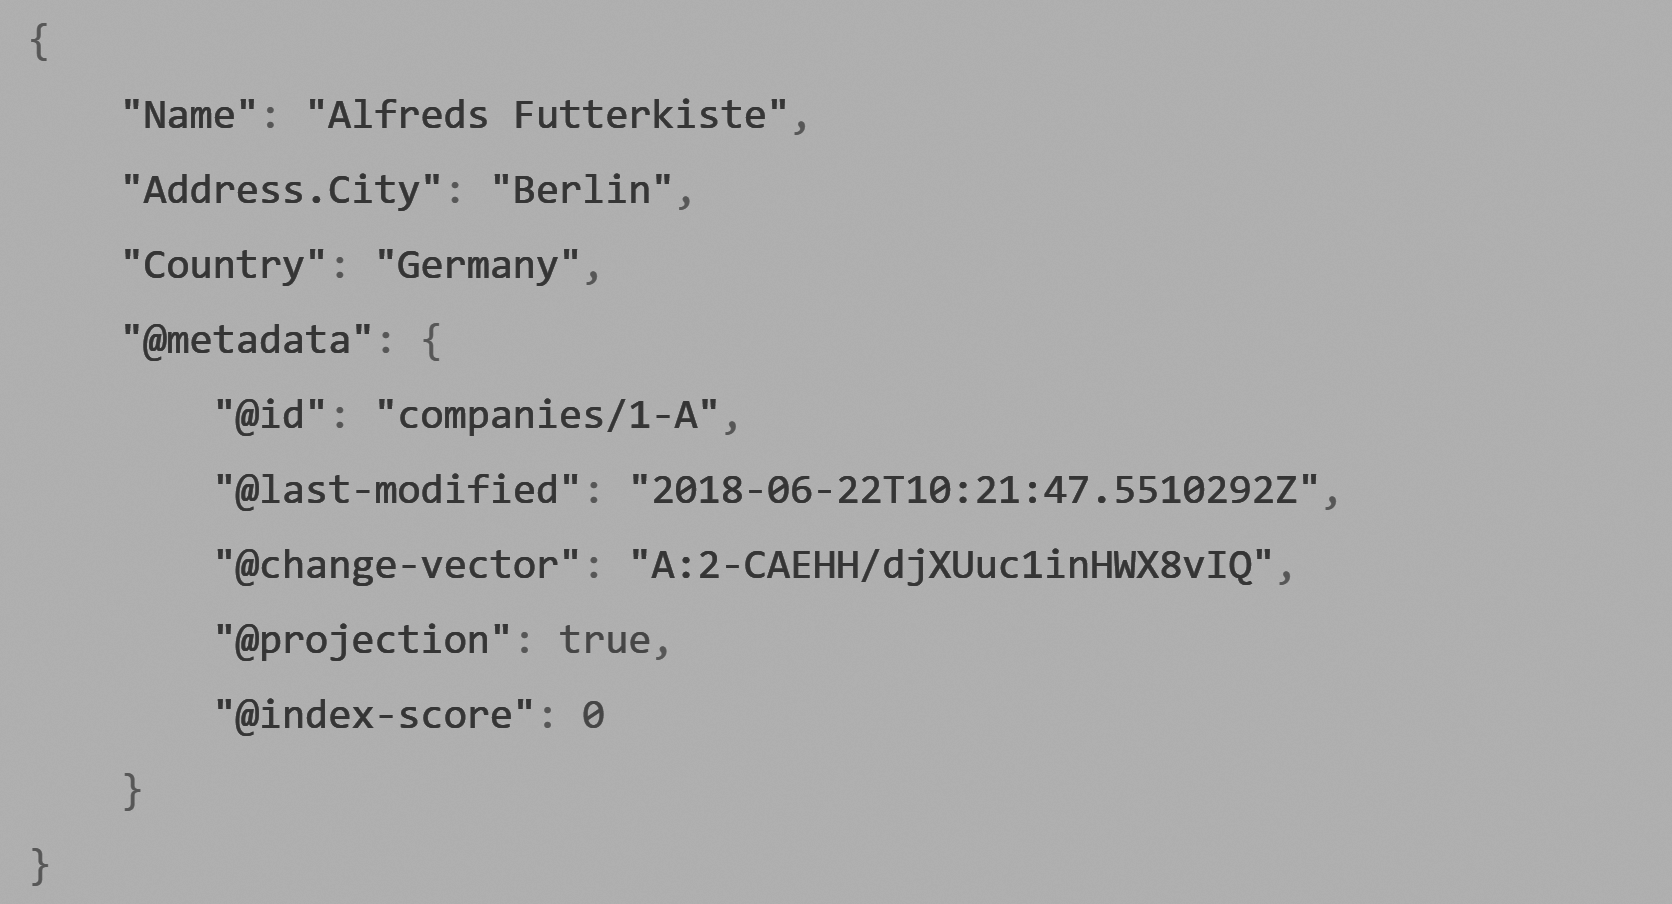 {
    "Name": "Alfreds Futterkiste",
    "Address.City": "Berlin",
    "Country": "Germany",
    "@metadata": {
        "@id": "companies/1-A",
        "@last-modified": "2018-06-22T10:21:47.5510292Z",
        "@change-vector": "A:2-CAEHH/djXUuc1inHWX8vIQ",
        "@projection": true,
        "@index-score": 0
    }
}